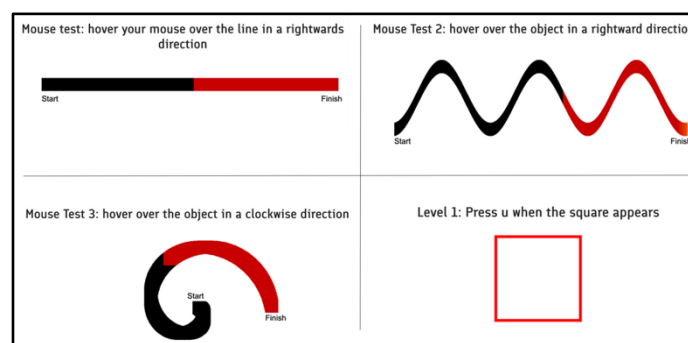 Mouse test: hover your mouse over the line in a rightwards
direction
Start
Finish
Mouse Test 2: hover over the object in a rightward direction
Start
Finish
Mouse Test 3: hover over the object in a clockwise direction
Start
Finish
Level 1: Press u when the square appears